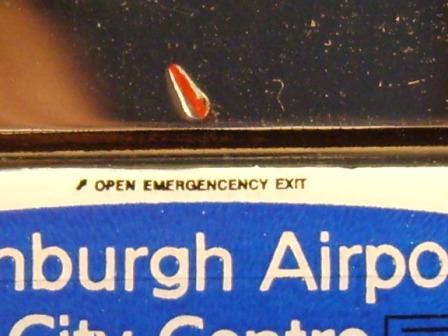 OPEN EMERGENCENCY EXIT
nburgh Airpo
City Centre